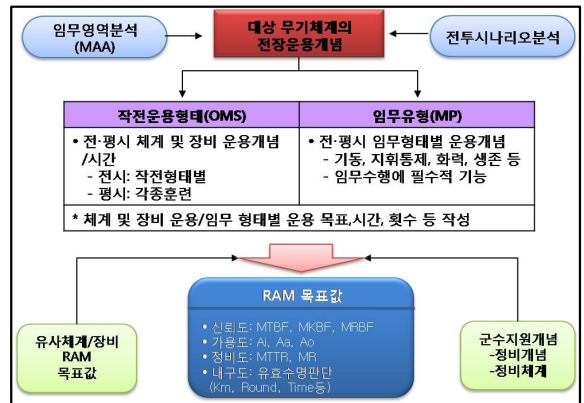 임무영역분석
(MAA)
대상 무기체계의
전장운용개념
전투시나리오분석
작전운용형태(OMS)
임무유형(MP)
• 전·평시 체계 및 장비 운용개념
/시간
- 전시: 작전형태별
- 평시: 각종훈련
• 전·평시 임무형태별 운용개념
- 기동, 지휘통제, 화력, 생존 등
- 임무수행에 필수적 기능
* 체계 및 장비 운용/임무 형태별 운용 목표,시간, 횟수 등 작성
RAM 목표값
• 신뢰도: MTBF, MKBF, MRBF
• 가용도: Ai, Aa, Ao
• 정비도: MTTR, MR
• 내구도: 유효수명판단
(Km, Round, Time등)
유사체계/장비
RAM
목표값
군수지원개념
-정비개념
-정비체계